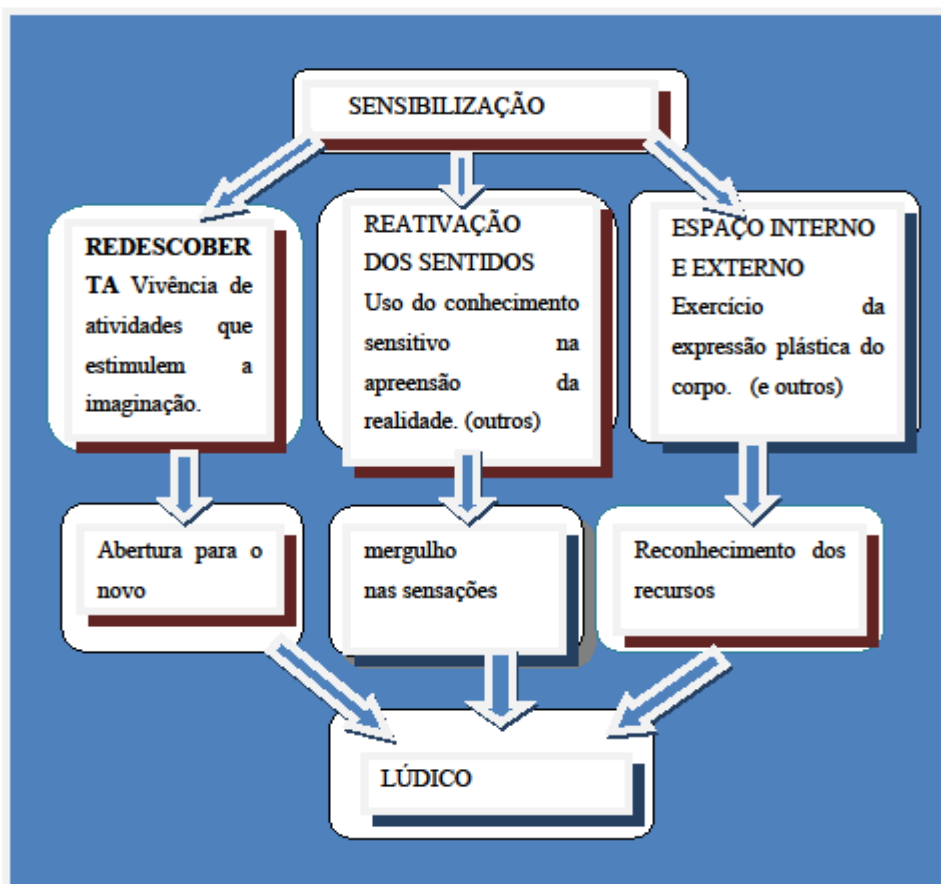 SENSIBILIZAÇÃO
REDESCOBER
TA Vivência de
atividades que
estimulem a
imaginação.
REATIVAÇÃO
DOS SENTIDOS
Uso do conhecimento
sensitivo na
apreensão da
realidade. (outros)
ESPAÇO INTERNO
E EXTERNO
Exercício da
expressão plástica do
corpo. (e outros)
Abertura para o
novo
mergulho
nas sensações
Reconhecimento dos
recursos
LÚDICO